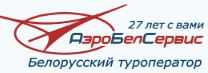 27 лет с вами
АэроБелСервис
Белорусский туроператор